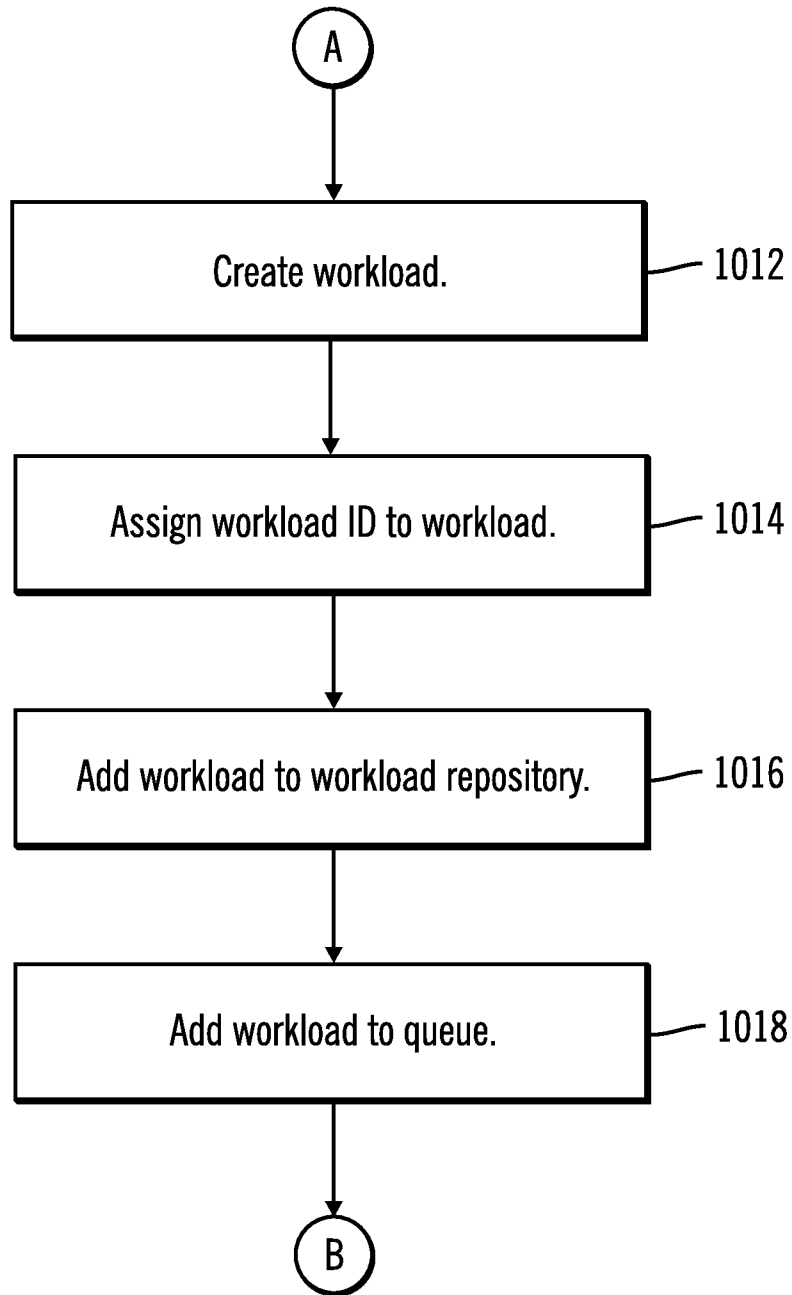 A
Create workload.
1012
Assign workload ID to workload.
1014
Add workload to workload repository.
1016
Add workload to queue.
1018
B